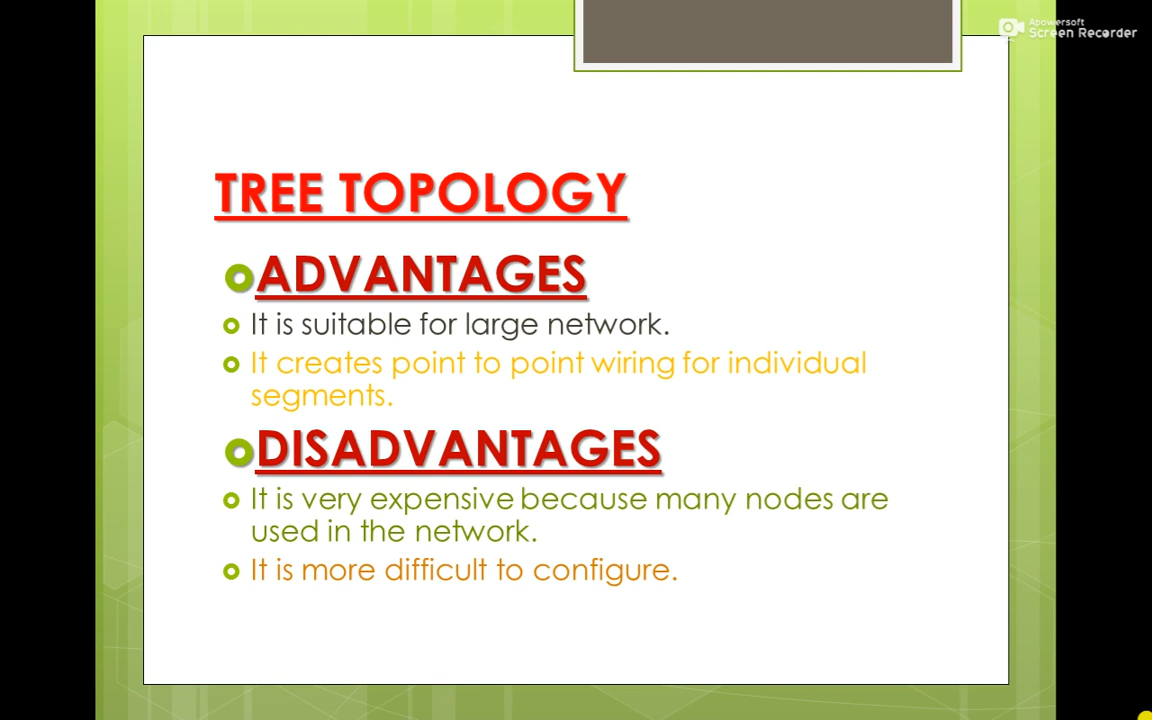 Apowersoft
Screen Recorder
TREE TOPOLOGY
ADVANTAGES
It is suitable for large network.
It creates point to point wiring for individual
segments.
DISADVANTAGES
It is very expensive because many nodes are
used in the network.
It is more difficult to configure.